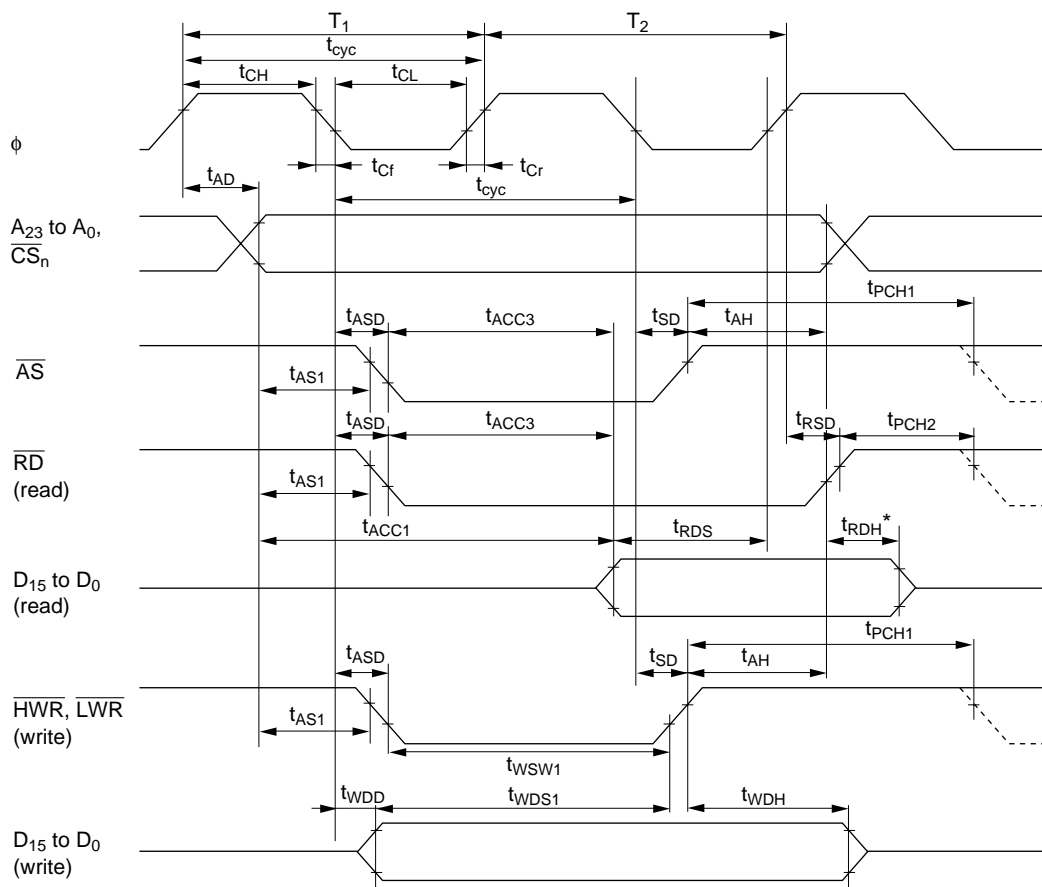 T1 T2
tcyc
tCH tCL
ϕ
tCf tCr
tAD tcyc
A23 to A0,
CSn
tPCH1
tASD tACC3 tSD tAH
AS
tAS1
tASD tACC3 tRSD tPCH2
RD
(read)
tAS1
tACC1 tRDS tRDH*
D15 to D0
(read)
tPCH1
tASD tSD tAH
HWR, LWR
(write)
tAS1
tWSW1
tWDD tWDS1 tWDH
D15 to D0
(write)